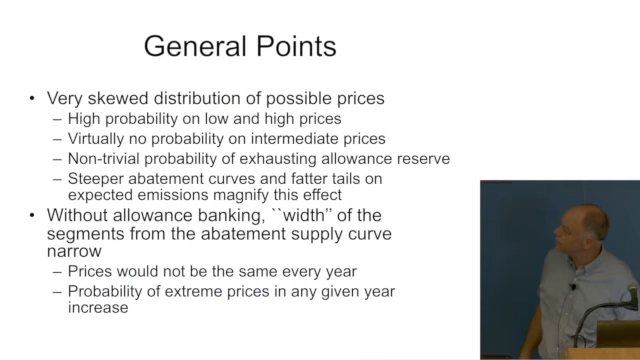 General Points
• Very skewed distribution of possible prices
– High probability on low and high prices
– Virtually no probability on intermediate prices
– Non-trivial probability of exhausting allowance reserve
– Steeper abatement curves and fatter tails on
expected emissions magnify this effect
• Without allowance banking, ``width'' of the
segments from the abatement supply curve
narrow
– Prices would not be the same every year
– Probability of extreme prices in any given year
increase